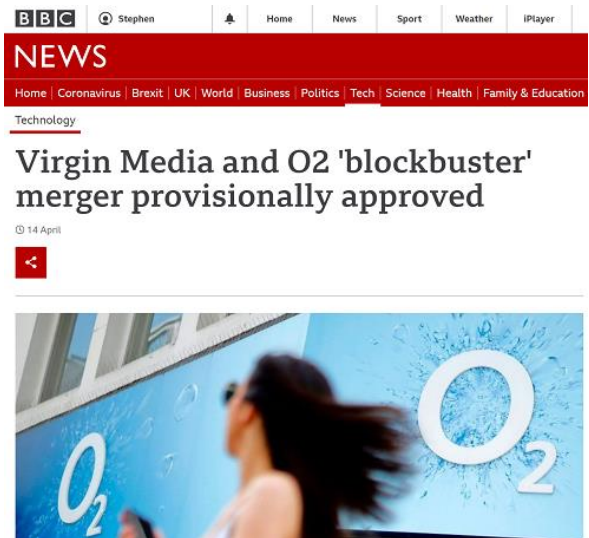 BBC Stephen Home News Sport Weather iPlayer
NEWS
Home | Coronavirus | Brexit | UK | World | Business | Politics | Tech | Science | Health | Family & Education
Technology
Virgin Media and O2 'blockbuster'
merger provisionally approved
14 April
O2
O2